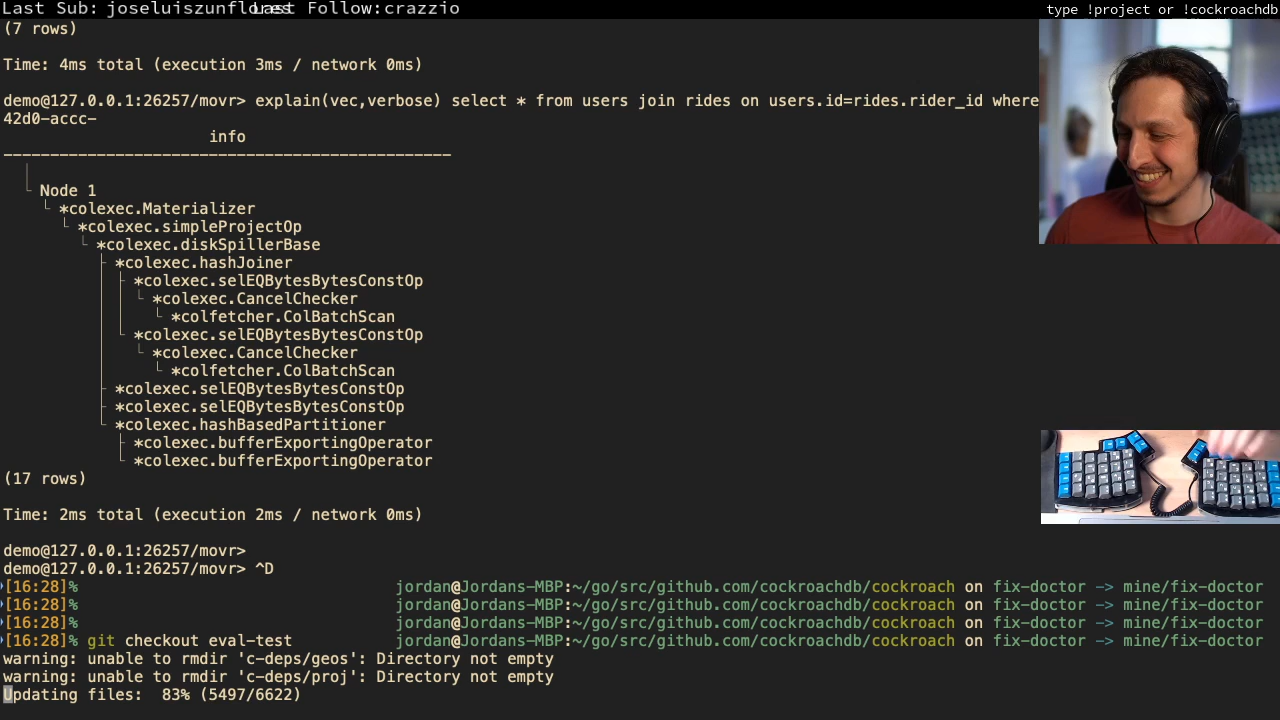 Last Sub: joseluiszunflores Last Follow:crazzio
type !project or !cockroachdb
(7 rows)
Time: 4ms total (execution 3ms / network 0ms)
demo@127.0.0.1:26257/movr> explain(vec,verbose) select * from users join rides on users.id=rides.rider_id where
42d0-accc-
info
Node 1
*colexec.Materializer
*colexec.simpleProjectOp
*colexec.diskSpillerBase
*colexec.hashJoiner
*colexec.selEQBytesBytesConstOp
*colexec.CancelChecker
*colfetcher.ColBatchScan
*colexec.selEQBytesBytesConstOp
*colexec.CancelChecker
*colfetcher.ColBatchScan
*colexec.selEQBytesBytesConstOp
*colexec.selEQBytesBytesConstOp
*colexec.hashBasedPartitioner
*colexec.bufferExportingOperator
*colexec.bufferExportingOperator
(17 rows)
Time: 2ms total (execution 2ms / network 0ms)
demo@127.0.0.1:26257/movr>
demo@127.0.0.1:26257/movr> ^D
[16:28]% jordan@Jordans-MBP:~/go/src/github.com/cockroachdb/cockroach on fix-doctor -> mine/fix-doctor
[16:28]% jordan@Jordans-MBP:~/go/src/github.com/cockroachdb/cockroach on fix-doctor -> mine/fix-doctor
[16:28]% jordan@Jordans-MBP:~/go/src/github.com/cockroachdb/cockroach on fix-doctor -> mine/fix-doctor
[16:28]% git checkout eval-test jordan@Jordans-MBP:~/go/src/github.com/cockroachdb/cockroach on fix-doctor -> mine/fix-doctor
warning: unable to rmdir 'c-deps/geos': Directory not empty
warning: unable to rmdir 'c-deps/proj': Directory not empty
Updating files: 83% (5497/6622)